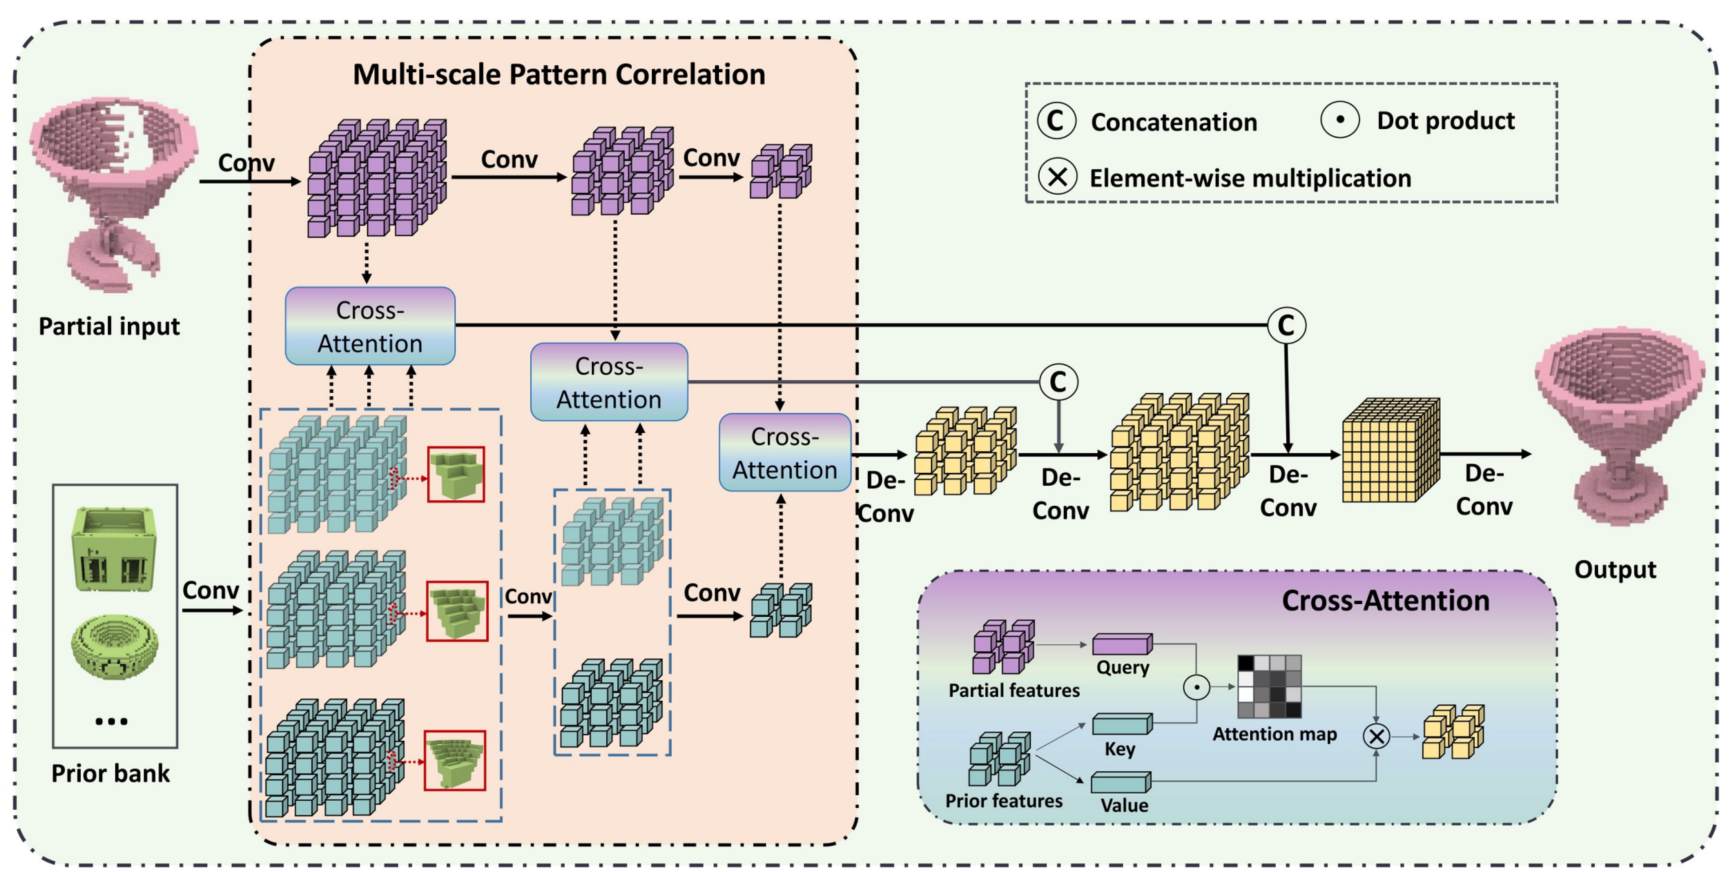 Multi-scale Pattern Correlation
Conv
Conv
Conv
C Concatenation
Dot product
Element-wise multiplication
Partial input
Cross-
Attention
Cross-
Attention
Cross-
Attention
C
C
De-
Conv
De-
Conv
De-
Conv
De-
Conv
Output
Conv
Conv
Conv
Prior bank
...
Cross-Attention
Partial features
Query
Key
Attention map
Prior features
Value